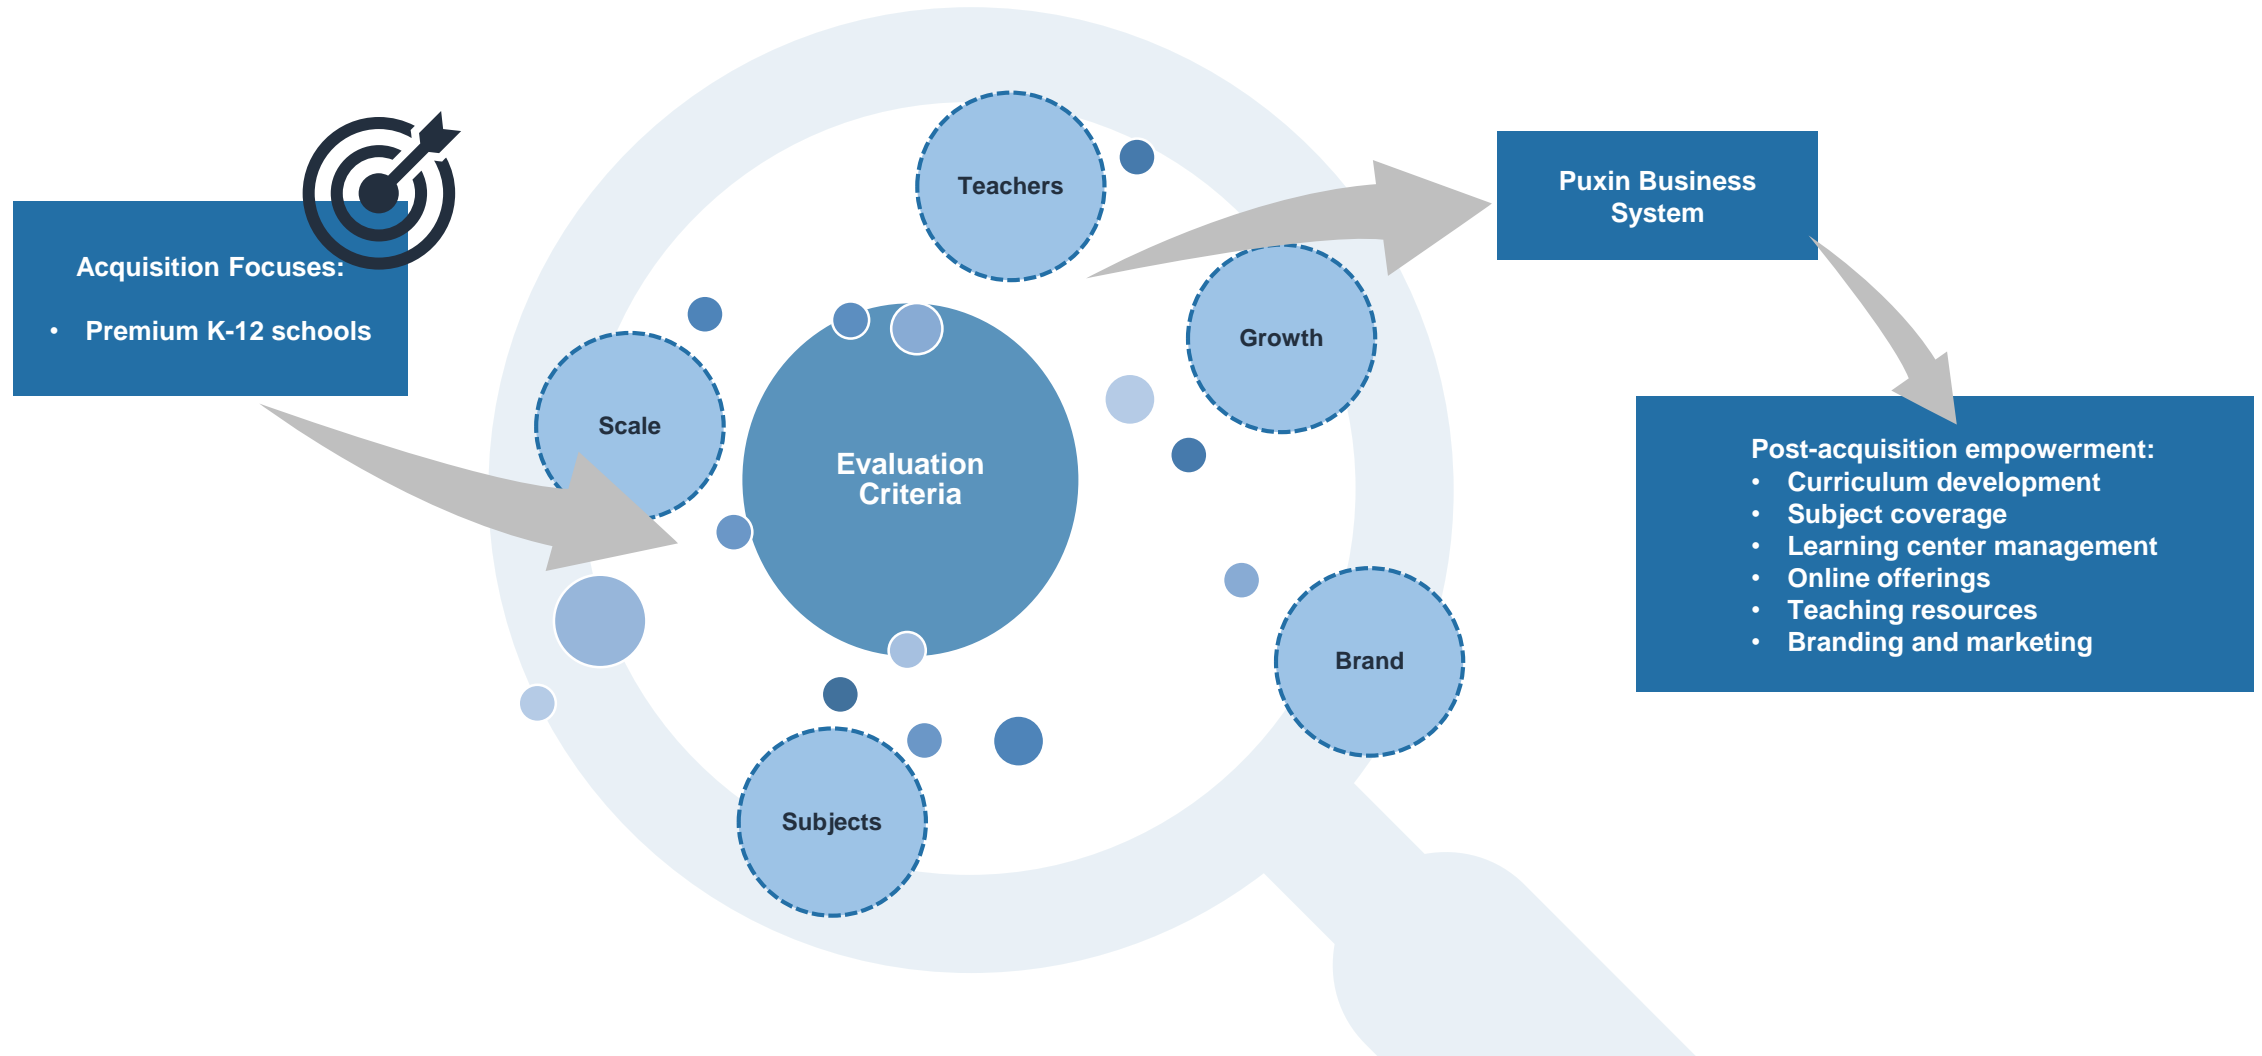 Acquisition Focuses:
• Premium K-12 schools
Teachers
Scale
Growth
Evaluation
Criteria
Brand
Subjects
Puxin Business
System
Post-acquisition empowerment:
• Curriculum development
• Subject coverage
• Learning center management
• Online offerings
• Teaching resources
• Branding and marketing